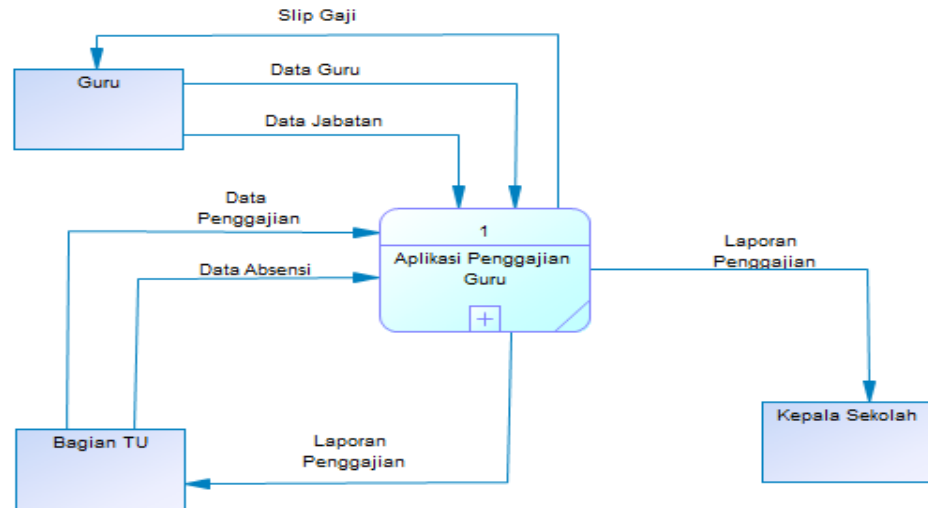 Slip Gaji
Guru
Data Guru
Data Jabatan
Data
Penggajian
Data Absensi
1
Aplikasi Penggajian
Guru
Laporan
Penggajian
Kepala Sekolah
Bagian TU
Laporan
Penggajian